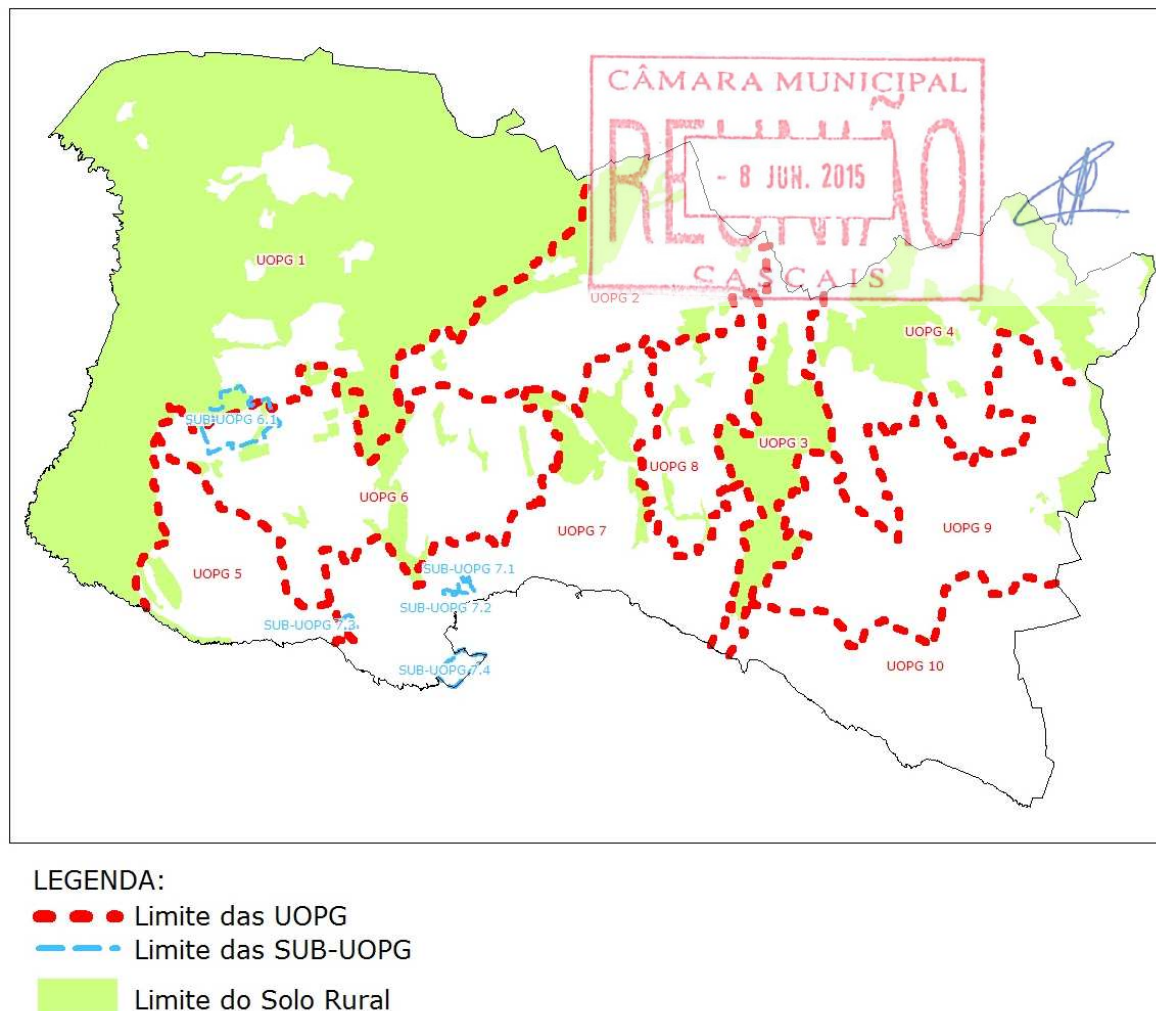 CÂMARA MUNICIPAL
REUNIÃO
- 8 JUN. 2015
CASCAIS
UOPG 1
UOPG 2
UOPG 4
SUB-UOPG 6.1
UOPG 3
UOPG 8
UOPG 6
UOPG 7
UOPG 9
UOPG 5
SUB-UOPG 7.1
SUB-UOPG 7.2
SUB-UOPG 7.3
SUB-UOPG 7.4
UOPG 10
LEGENDA:
Limite das UOPG
Limite das SUB-UOPG
Limite do Solo Rural